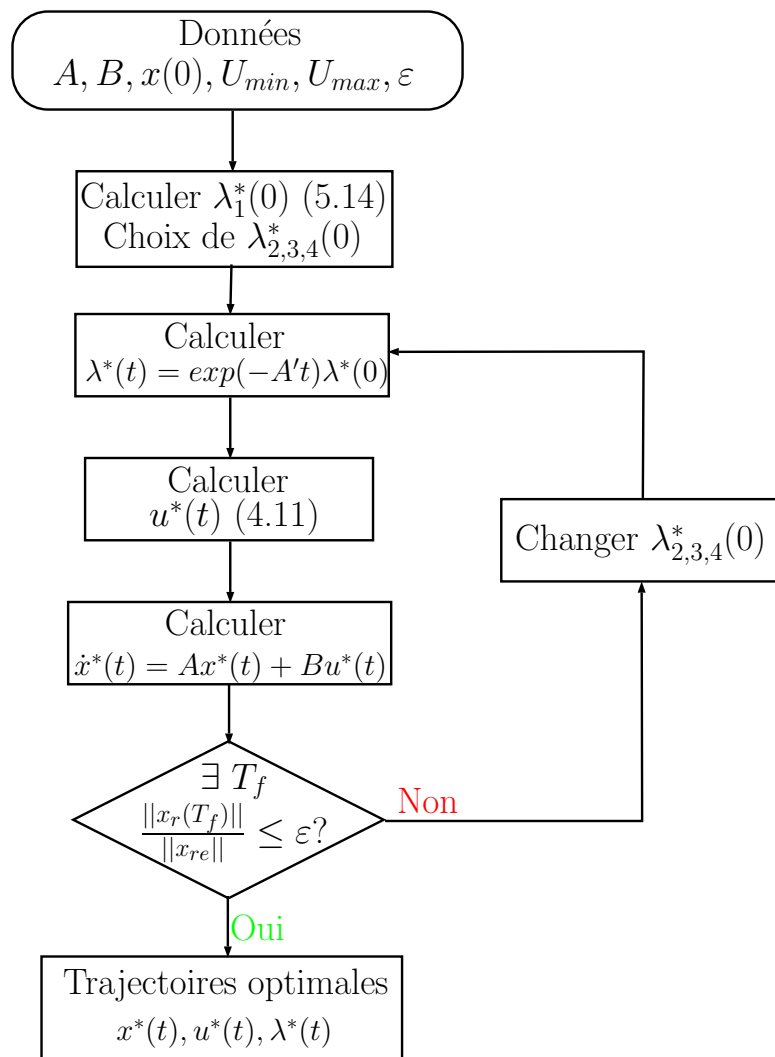 Données
A, B, x(0), U_{min}, U_{max}, ε
Calculer λ_1^*(0) (5.14)
Choix de λ_{2,3,4}^*(0)
Calculer
λ^*(t) = exp(−A't)λ^*(0)
Calculer
u^*(t) (4.11)
Changer λ_{2,3,4}^*(0)
Calculer
ẋ^*(t) = Ax^*(t) + Bu^*(t)
∃ T_f
\frac{||x_r(T_f)||}{||x_{re}||} ≤ ε?
Non
Oui
Trajectoires optimales
x^*(t), u^*(t), λ^*(t)